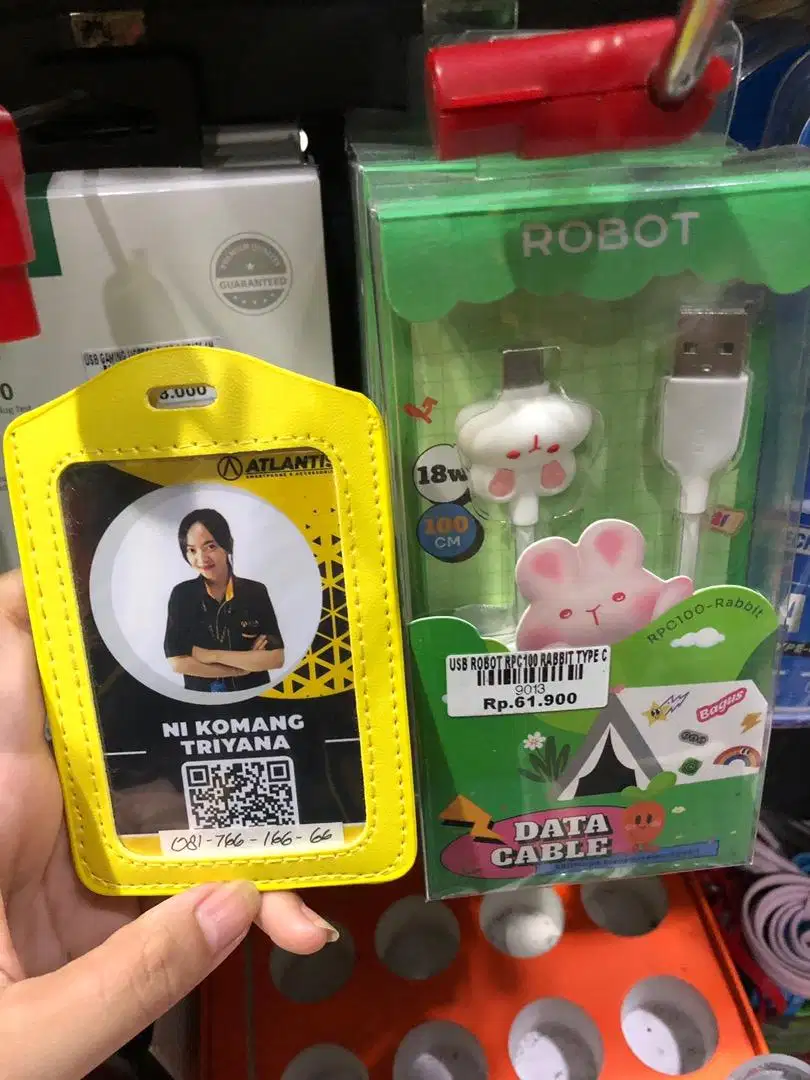 ROBOT
PREMIUM QUALITY
GUARANTEED
USB GAMING
3.000
ATLANTIS
SMARTPHONE & ACCESSORIES
NI KOMANG
TRIYANA
081-766-166-66
18W
100
CM
RPC100-Rabbit
USB ROBOT RPC100 RABBIT TYPE C
9013
Rp.61.900
Bagus
DATA
CABLE